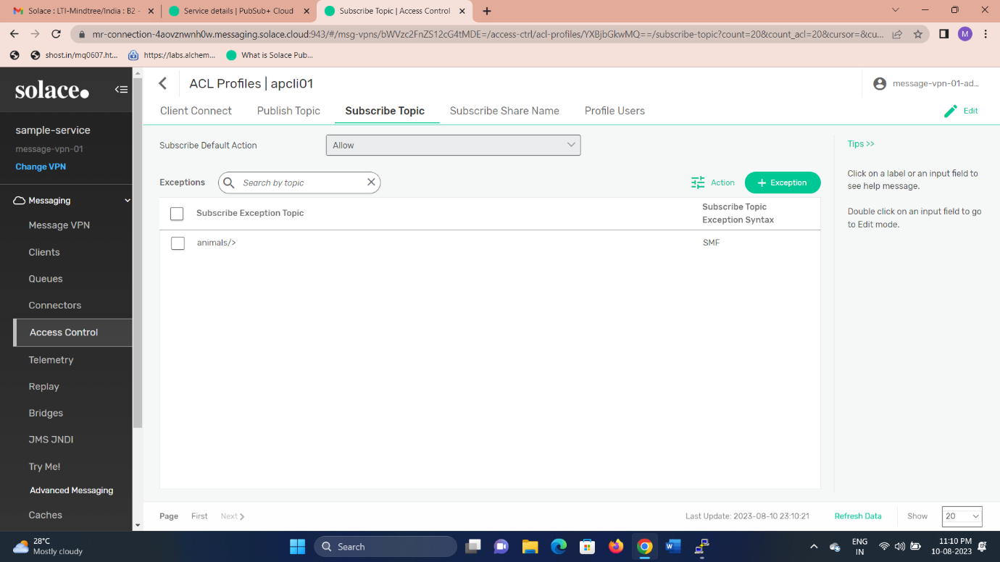 Solace : LTI-Mindtree/India : B2 -
Service details | PubSub+ Cloud
Subscribe Topic | Access Control
mr-connection-4aovznwnh0w.messaging.solace.cloud:943/#/msg-vpns/bWVzc2FnZS12cG4tMDE=/access-ctrl/acl-profiles/YXBjbGkwMQ==/subscribe-topic?count=20&count_acl=20&cursor=&cu...
M
shost.in/mq0607.ht...
https://labs.alchem...
What is Solace Pub...
solace.
ACL Profiles | apcli01
message-vpn-01-ad...
Client Connect
Publish Topic
Subscribe Topic
Subscribe Share Name
Profile Users
Edit
sample-service
message-vpn-01
Change VPN
Messaging
Message VPN
Clients
Queues
Connectors
Access Control
Telemetry
Replay
Bridges
JMS JNDI
Try Me!
Advanced Messaging
Caches
Subscribe Default Action
Allow
Exceptions
Search by topic
Action
+ Exception
Subscribe Exception Topic
Subscribe Topic
Exception Syntax
animals/>
SMF
Tips >>
Click on a label or an input field to
see help message.
Double click on an input field to go
to Edit mode.
Page
First
Next
Last Update: 2023-08-10 23:10:21
Refresh Data
Show
20
28°C
Mostly cloudy
Search
ENG
IN
11:10 PM
10-08-2023